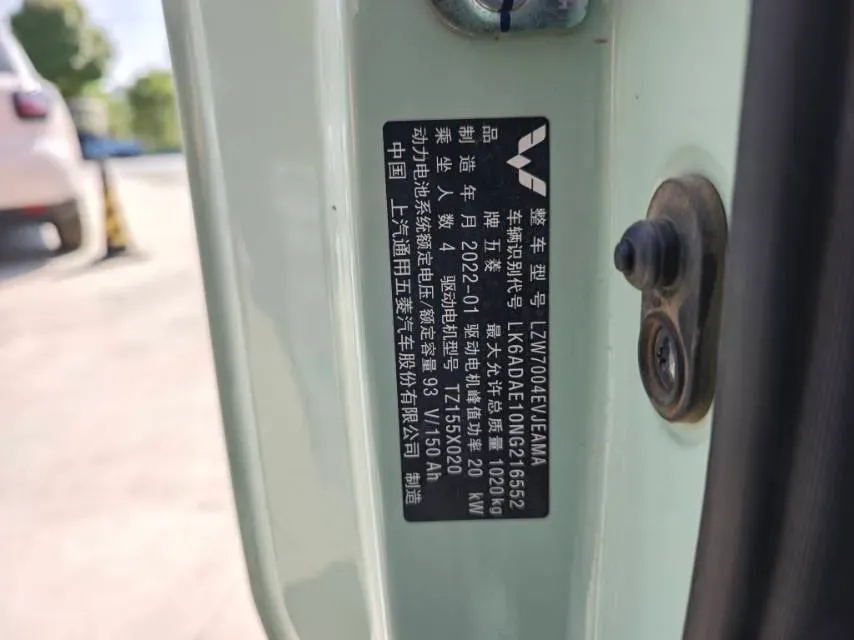 整车型号 LZW7004EVJEAMA
车辆识别代号 LK6ADAE10NG216552
品 牌 五菱 最大允许总质量 1020kg
制造年月 2022-01 驱动电机峰值功率 20 kW
乘坐人数 4 驱动电机型号 TZ155X020
动力电池系统额定电压/额定容量 93 V/150 Ah
中国 上汽通用五菱汽车股份有限公司 制造